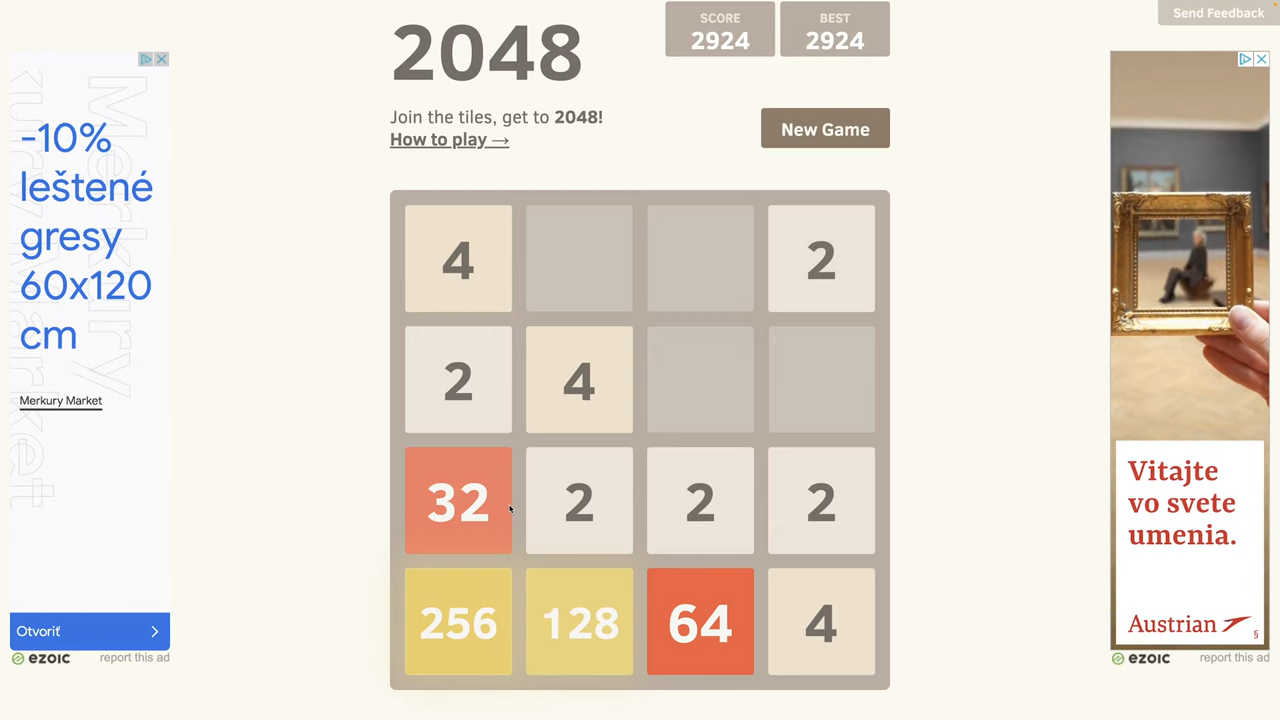 2048
SCORE
2924
BEST
2924
Send Feedback
Join the tiles, get to 2048!
How to play →
New Game
-10%
leštené
gresy
60x120
cm
Merkury Market
Otvoriť
ezoic
report this ad
4
2
2
4
32
2
2
2
256
128
64
4
Vitajte
vo svete
umenia.
Austrian
ezoic
report this ad